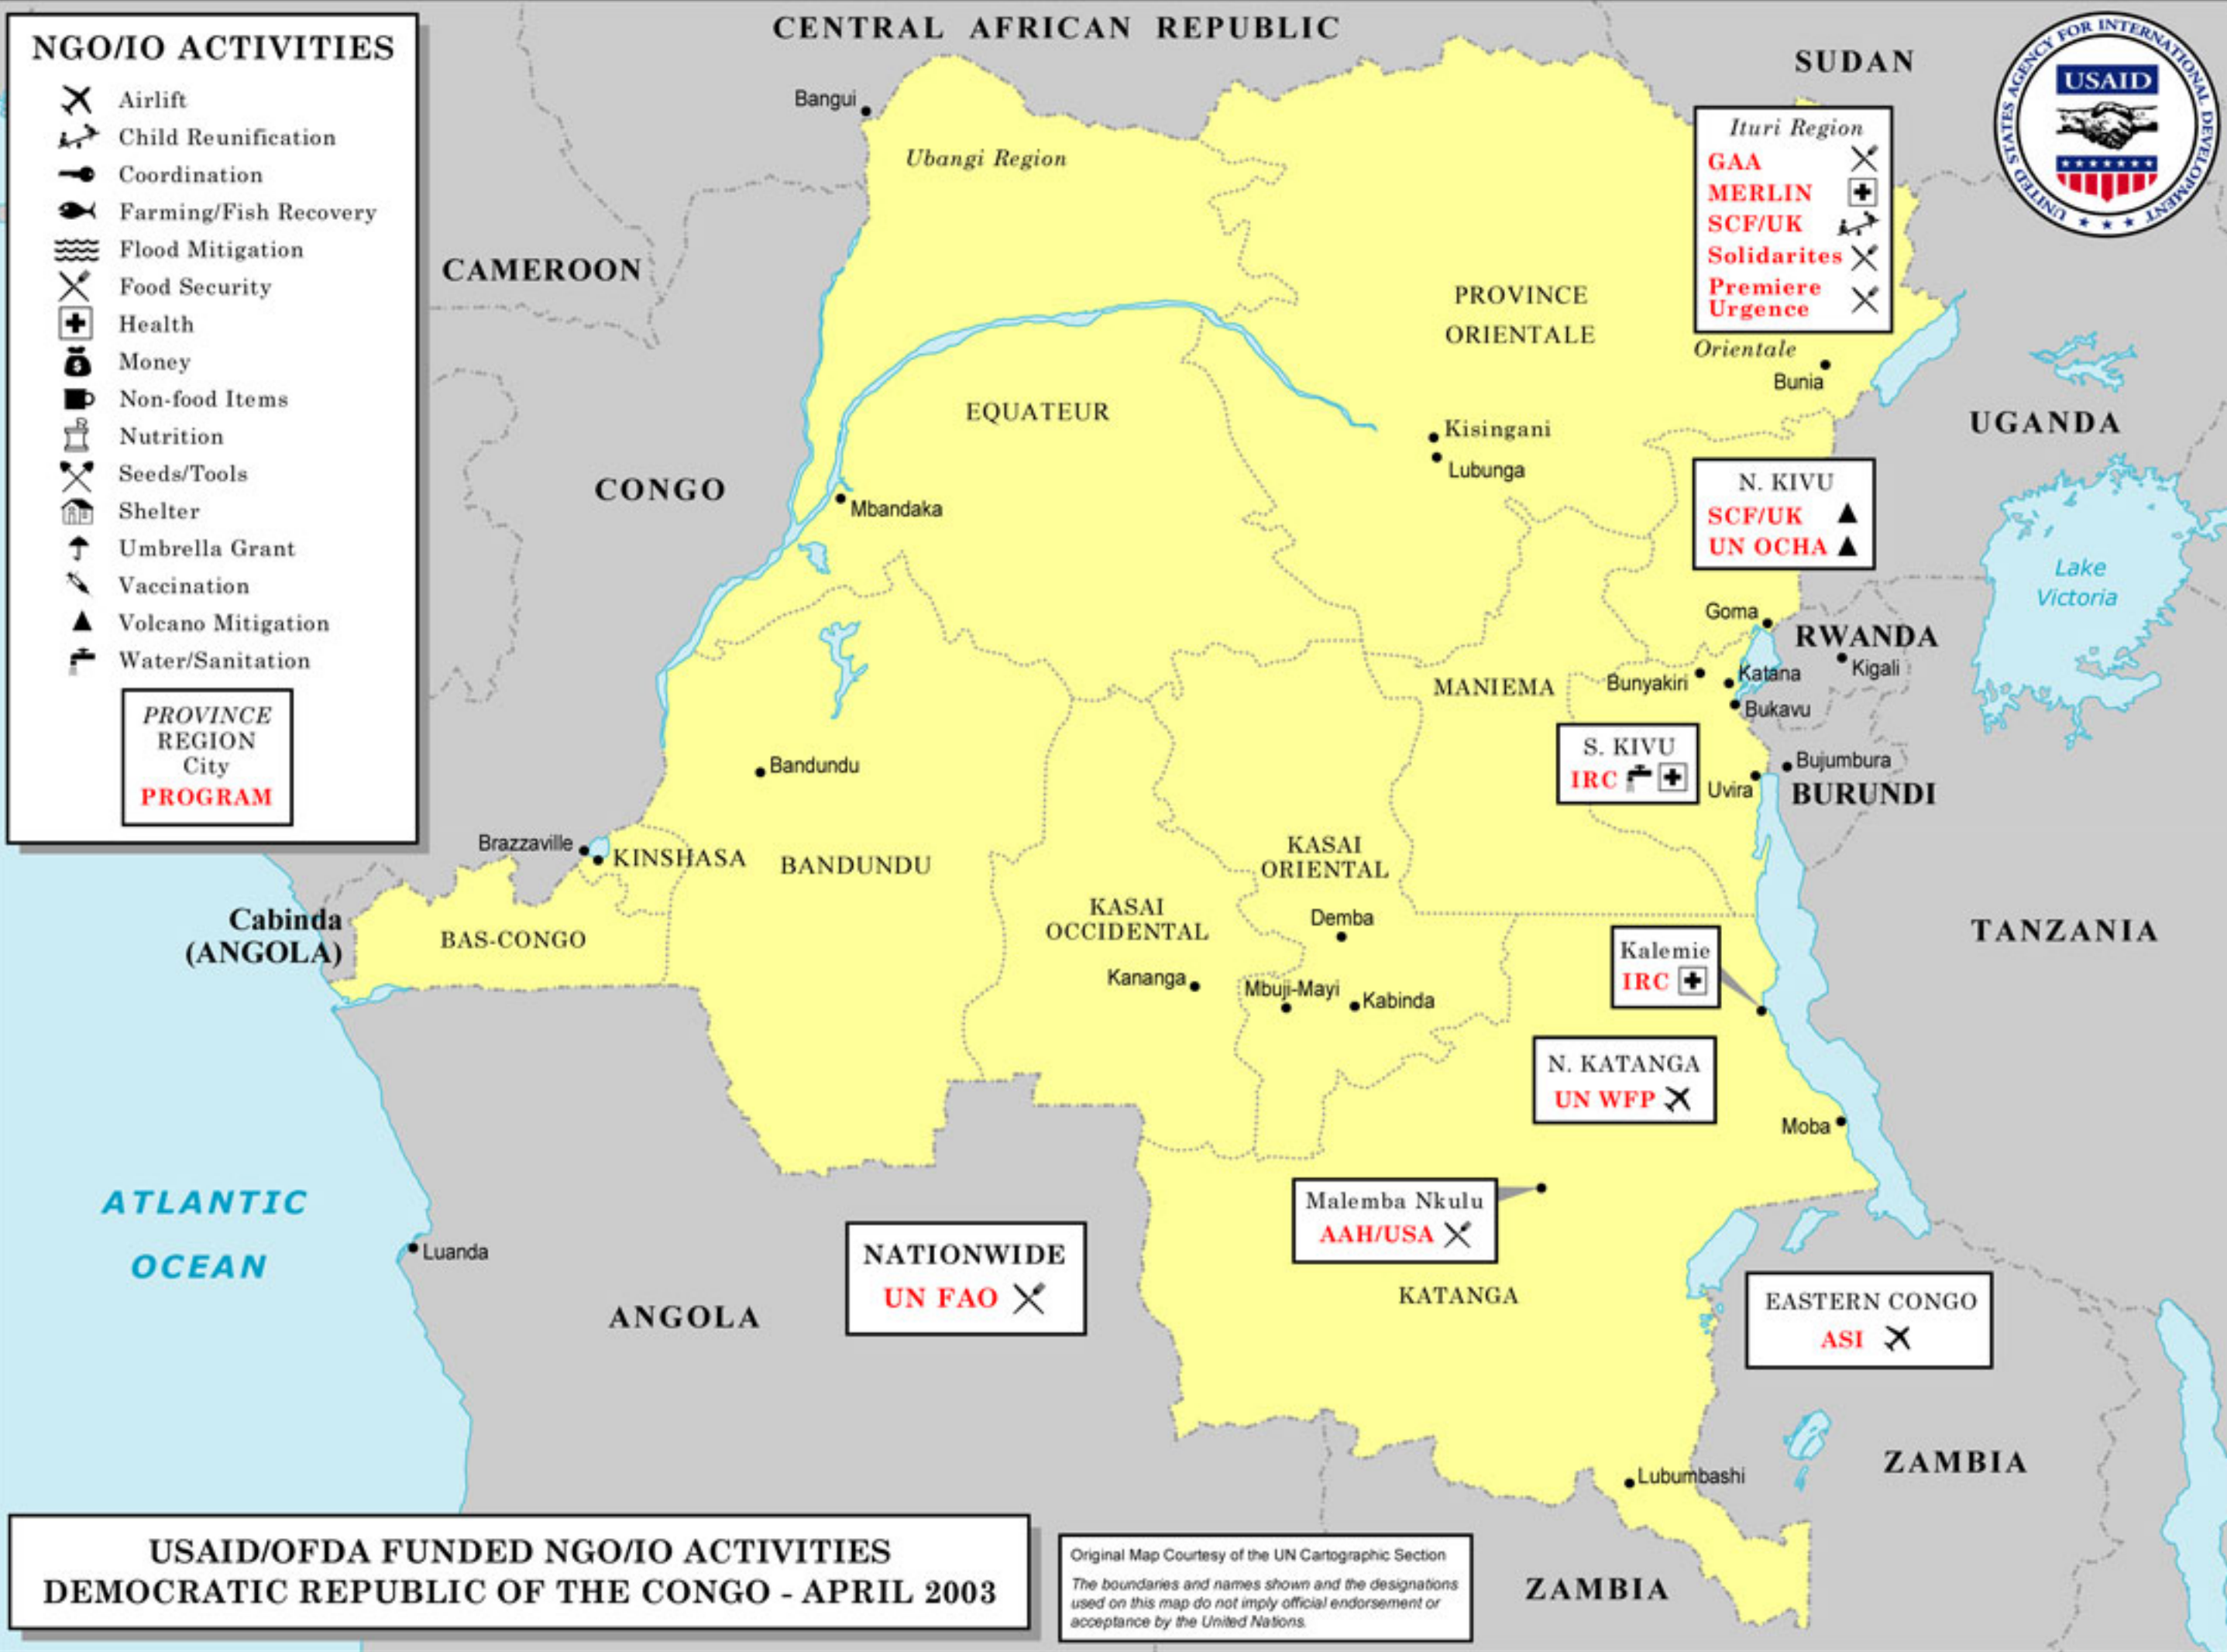 NGO/IO ACTIVITIES
Airlift
Child Reunification
Coordination
Farming/Fish Recovery
Flood Mitigation
Food Security
Health
Money
Non-food Items
Nutrition
Seeds/Tools
Shelter
Umbrella Grant
Vaccination
Volcano Mitigation
Water/Sanitation
PROVINCE
REGION
City
PROGRAM
CENTRAL AFRICAN REPUBLIC
SUDAN
UNITED STATES AGENCY FOR INTERNATIONAL DEVELOPMENT
USAID
Bangui
Ubangi Region
CAMEROON
Ituri Region
GAA
MERLIN
SCF/UK
Solidarites
Premiere
Urgence
PROVINCE
ORIENTALE
Orientale
Bunia
UGANDA
EQUATEUR
Kisingani
Lubunga
CONGO
Mbandaka
N. KIVU
SCF/UK
UN OCHA
Lake
Victoria
Goma
RWANDA
Kigali
MANIEMA
Bunyakiri
Katana
Bukavu
S. KIVU
IRC
Bujumbura
Uvira
BURUNDI
Bandundu
Brazzaville
KINSHASA
BANDUNDU
KASAI
ORIENTAL
Cabinda
(ANGOLA)
BAS-CONGO
KASAI
OCCIDENTAL
Demba
TANZANIA
Kananga
Mbuji-Mayi
Kabinda
Kalemie
IRC
N. KATANGA
UN WFP
Moba
ATLANTIC
OCEAN
Luanda
Malemba Nkulu
AAH/USA
NATIONWIDE
UN FAO
ANGOLA
KATANGA
EASTERN CONGO
ASI
ZAMBIA
Lubumbashi
ZAMBIA
USAID/OFDA FUNDED NGO/IO ACTIVITIES
DEMOCRATIC REPUBLIC OF THE CONGO - APRIL 2003
Original Map Courtesy of the UN Cartographic Section
The boundaries and names shown and the designations
used on this map do not imply official endorsement or
acceptance by the United Nations.